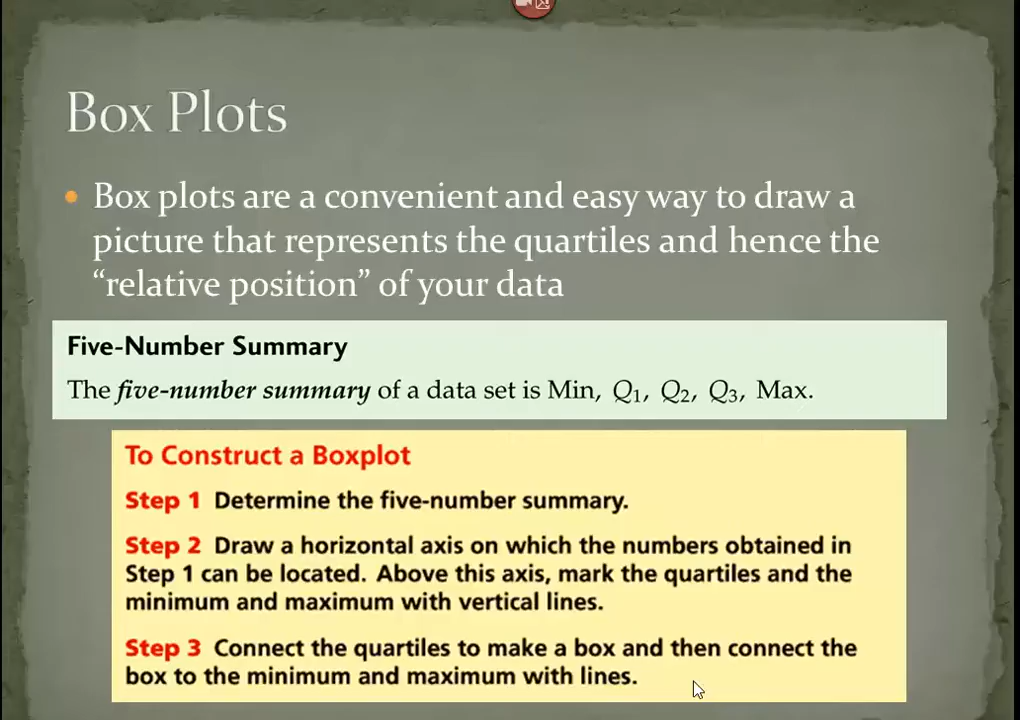 Box Plots
Box plots are a convenient and easy way to draw a
picture that represents the quartiles and hence the
“relative position” of your data
Five-Number Summary
The five-number summary of a data set is Min, Q₁, Q₂, Q₃, Max.
To Construct a Boxplot
Step 1 Determine the five-number summary.
Step 2 Draw a horizontal axis on which the numbers obtained in
Step 1 can be located. Above this axis, mark the quartiles and the
minimum and maximum with vertical lines.
Step 3 Connect the quartiles to make a box and then connect the
box to the minimum and maximum with lines.